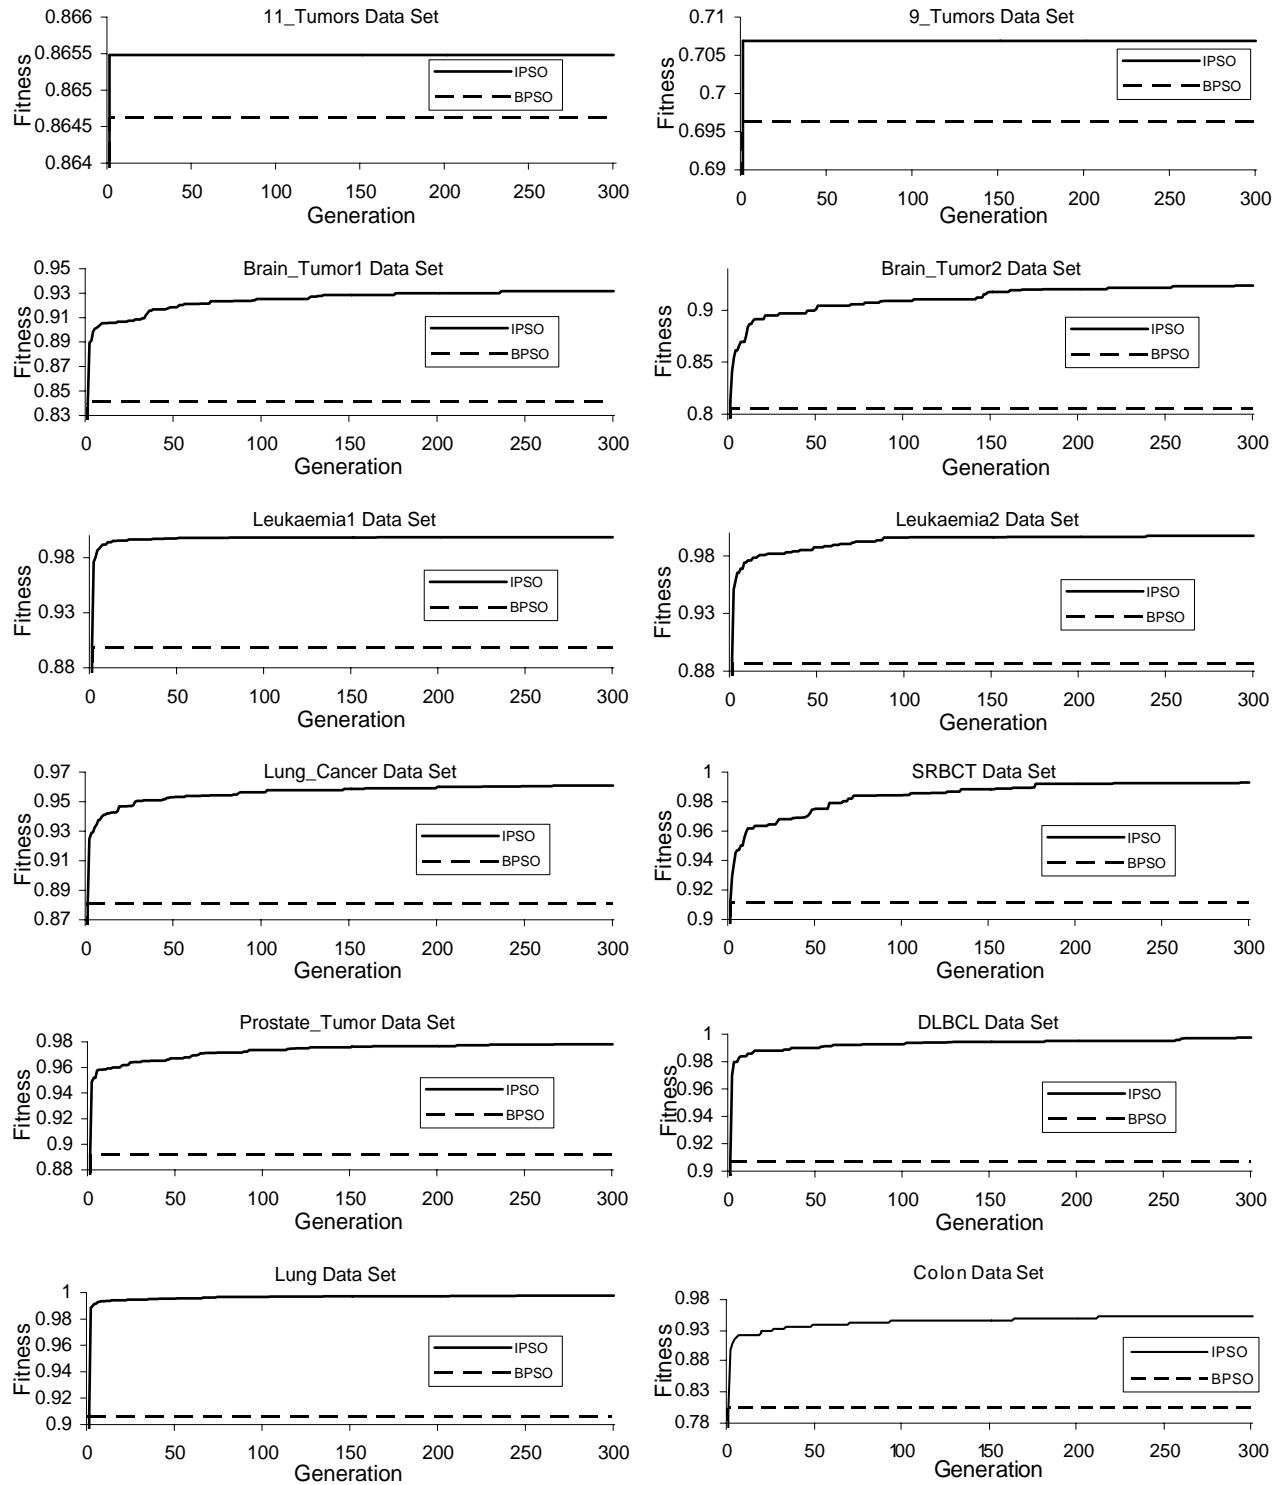 11_Tumors Data Set
Fitness
0.866
0.8655
0.865
0.8645
0.864
IPSO
BPSO
0 50 100 150 200 250 300
Generation
9_Tumors Data Set
Fitness
0.71
0.705
0.7
0.695
0.69
IPSO
BPSO
0 50 100 150 200 250 300
Generation
Brain_Tumor1 Data Set
Fitness
0.95
0.93
0.91
0.89
0.87
0.85
0.83
IPSO
BPSO
0 50 100 150 200 250 300
Generation
Brain_Tumor2 Data Set
Fitness
0.9
0.85
0.8
IPSO
BPSO
0 50 100 150 200 250 300
Generation
Leukaemia1 Data Set
Fitness
0.98
0.93
0.88
IPSO
BPSO
0 50 100 150 200 250 300
Generation
Leukaemia2 Data Set
Fitness
0.98
0.93
0.88
IPSO
BPSO
0 50 100 150 200 250 300
Generation
Lung_Cancer Data Set
Fitness
0.97
0.95
0.93
0.91
0.89
0.87
IPSO
BPSO
0 50 100 150 200 250 300
Generation
SRBCT Data Set
Fitness
1
0.98
0.96
0.94
0.92
0.9
IPSO
BPSO
0 50 100 150 200 250 300
Generation
Prostate_Tumor Data Set
Fitness
0.98
0.96
0.94
0.92
0.9
0.88
IPSO
BPSO
0 50 100 150 200 250 300
Generation
DLBCL Data Set
Fitness
1
0.98
0.96
0.94
0.92
0.9
IPSO
BPSO
0 50 100 150 200 250 300
Generation
Lung Data Set
Fitness
1
0.98
0.96
0.94
0.92
0.9
IPSO
BPSO
0 50 100 150 200 250 300
Generation
Colon Data Set
Fitness
0.98
0.93
0.88
0.83
0.78
IPSO
BPSO
0 50 100 150 200 250 300
Generation